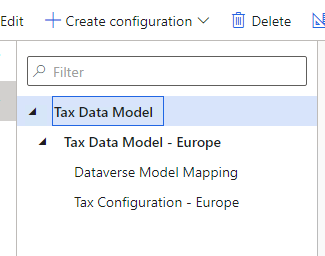 Edit + Create configuration Delete
Filter
Tax Data Model
Tax Data Model - Europe
Dataverse Model Mapping
Tax Configuration - Europe